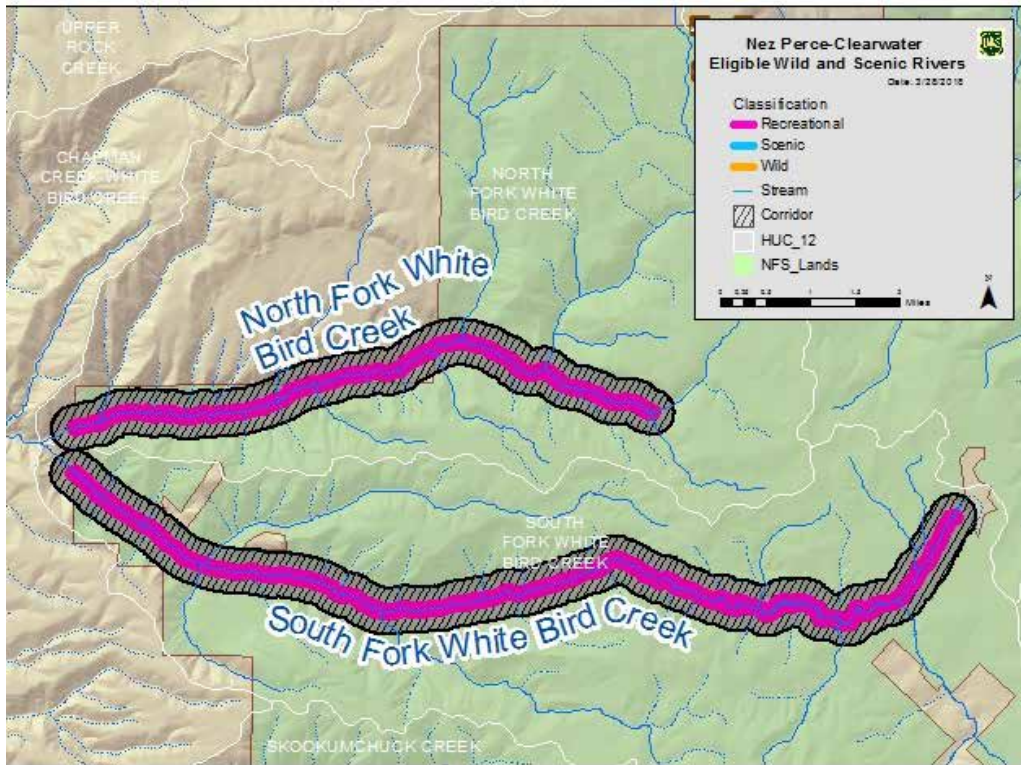 UPPER
ROCK
CREEK
Nez Perce-Clearwater
Eligible Wild and Scenic Rivers
Classification
Recreational
Scenic
Wild
Stream
Corridor
HUC_12
NFS_Lands
Miles
CHAPMAN
CREEK WHITE
BIRD CREEK
NORTH
FORK WHITE
BIRD CREEK
North Fork White
Bird Creek
SOUTH
FORK WHITE
BIRD CREEK
South Fork White Bird Creek
SKOOKUMCHUCK CREEK